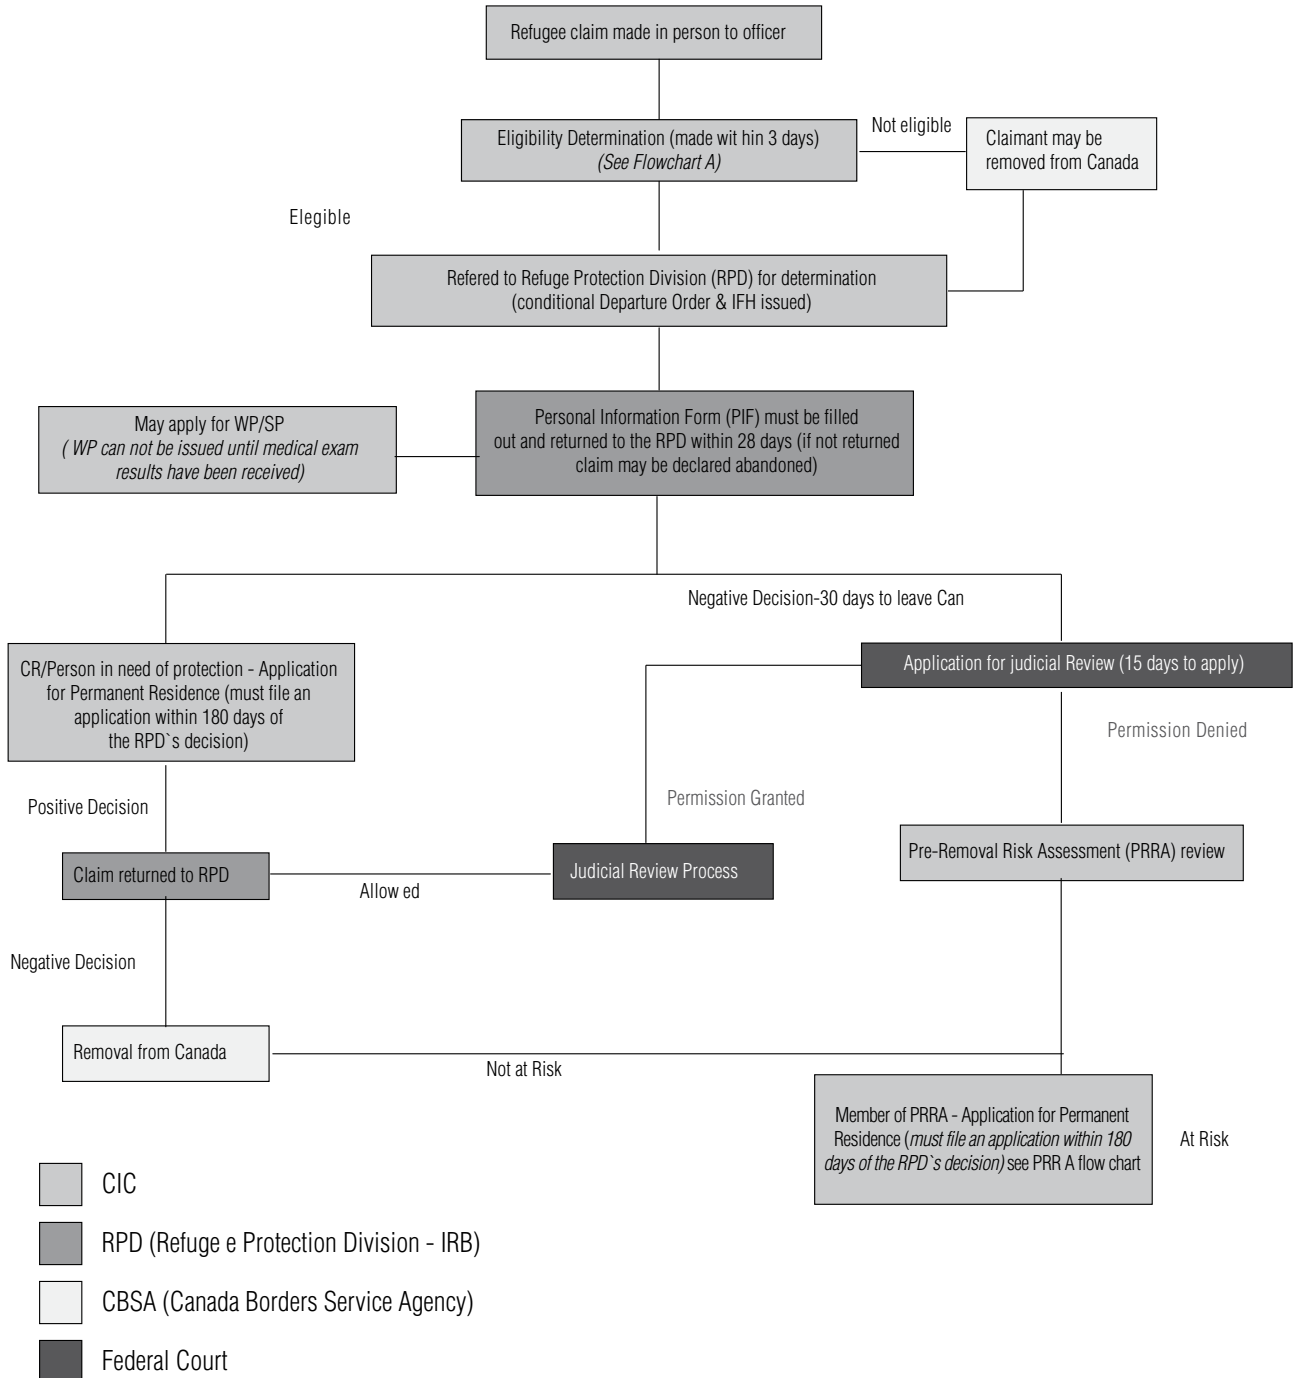 Refugee claim made in person to officer
Eligibility Determination (made wit hin 3 days)
(See Flowchart A)
Not eligible
Claimant may be
removed from Canada
Elegible
Refered to Refuge Protection Division (RPD) for determination
(conditional Departure Order & IFH issued)
May apply for WP/SP
( WP can not be issued until medical exam
results have been received)
Personal Information Form (PIF) must be filled
out and returned to the RPD within 28 days (if not returned
claim may be declared abandoned)
Negative Decision-30 days to leave Can
CR/Person in need of protection - Application
for Permanent Residence (must file an
application within 180 days of
the RPD`s decision)
Application for judicial Review (15 days to apply)
Permission Denied
Positive Decision
Permission Granted
Claim returned to RPD
Allow ed
Judicial Review Process
Pre-Removal Risk Assessment (PRRA) review
Negative Decision
Removal from Canada
Not at Risk
Member of PRRA - Application for Permanent
Residence (must file an application within 180
days of the RPD`s decision) see PRR A flow chart
At Risk
CIC
RPD (Refuge e Protection Division - IRB)
CBSA (Canada Borders Service Agency)
Federal Court